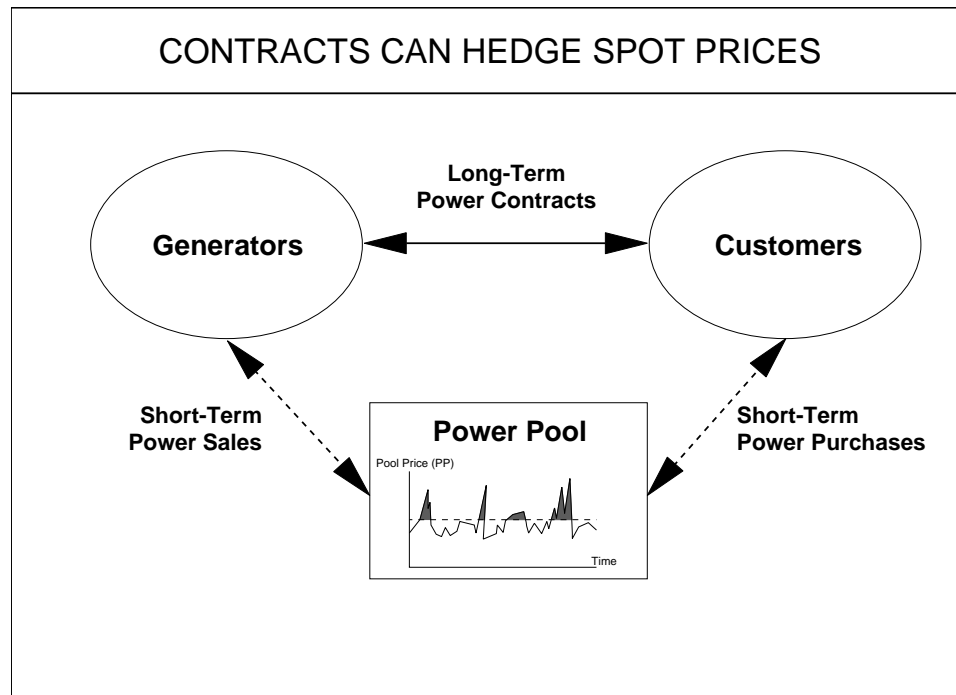 CONTRACTS CAN HEDGE SPOT PRICES
Long-Term
Power Contracts
Generators
Customers
Short-Term
Power Sales
Short-Term
Power Purchases
Power Pool
Pool Price (PP)
Time